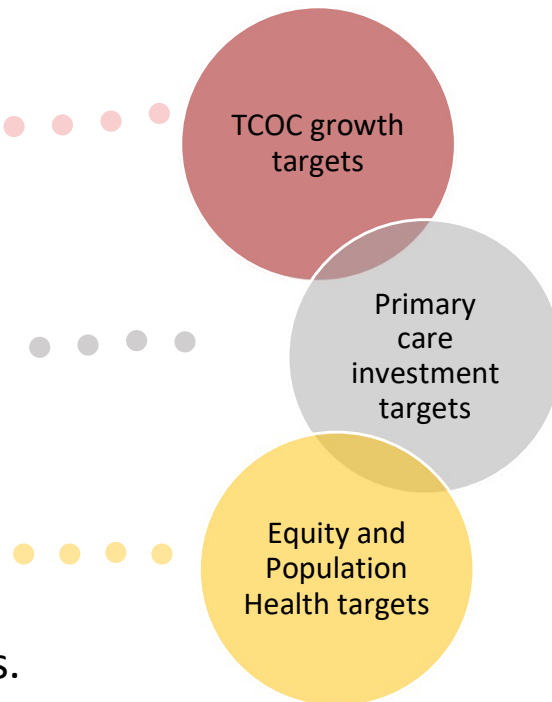 TCOC growth
targets
Primary
care
investment
targets
Equity and
Population
Health targets
s.